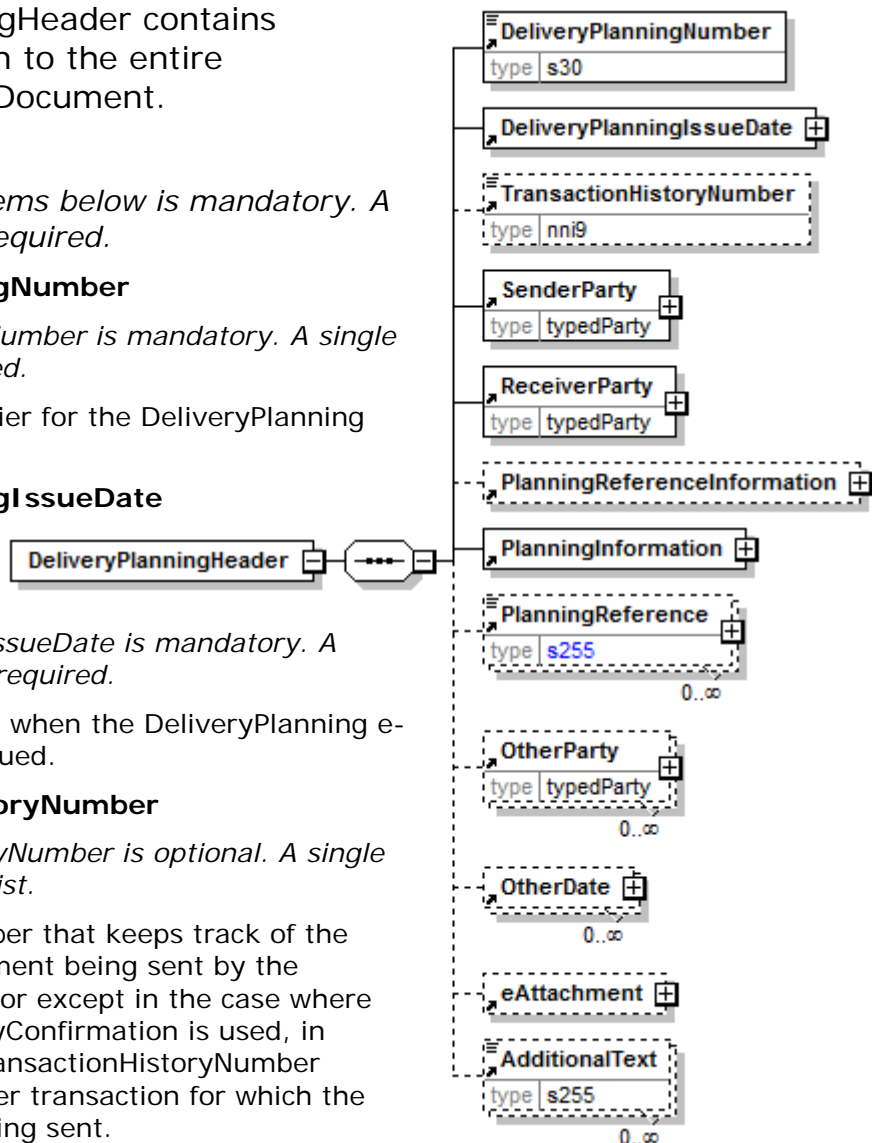 gHeader contains
n to the entire
Document.
ems below is mandatory. A
equired.
gNumber
Number is mandatory. A single
ed.
ier for the DeliveryPlanning
gIssueDate
ssueDate is mandatory. A
required.
when the DeliveryPlanning e-
ued.
oryNumber
yNumber is optional. A single
ist.
ber that keeps track of the
ment being sent by the
or except in the case where
yConfirmation is used, in
ansactionHistoryNumber
er transaction for which the
ing sent.
DeliveryPlanningHeader
DeliveryPlanningNumber
type s30
DeliveryPlanningIssueDate
TransactionHistoryNumber
type nni9
SenderParty
type typedParty
ReceiverParty
type typedParty
PlanningReferenceInformation
PlanningInformation
PlanningReference
type s255
0..∞
OtherParty
type typedParty
0..∞
OtherDate
0..∞
eAttachment
AdditionalText
type s255
0..∞